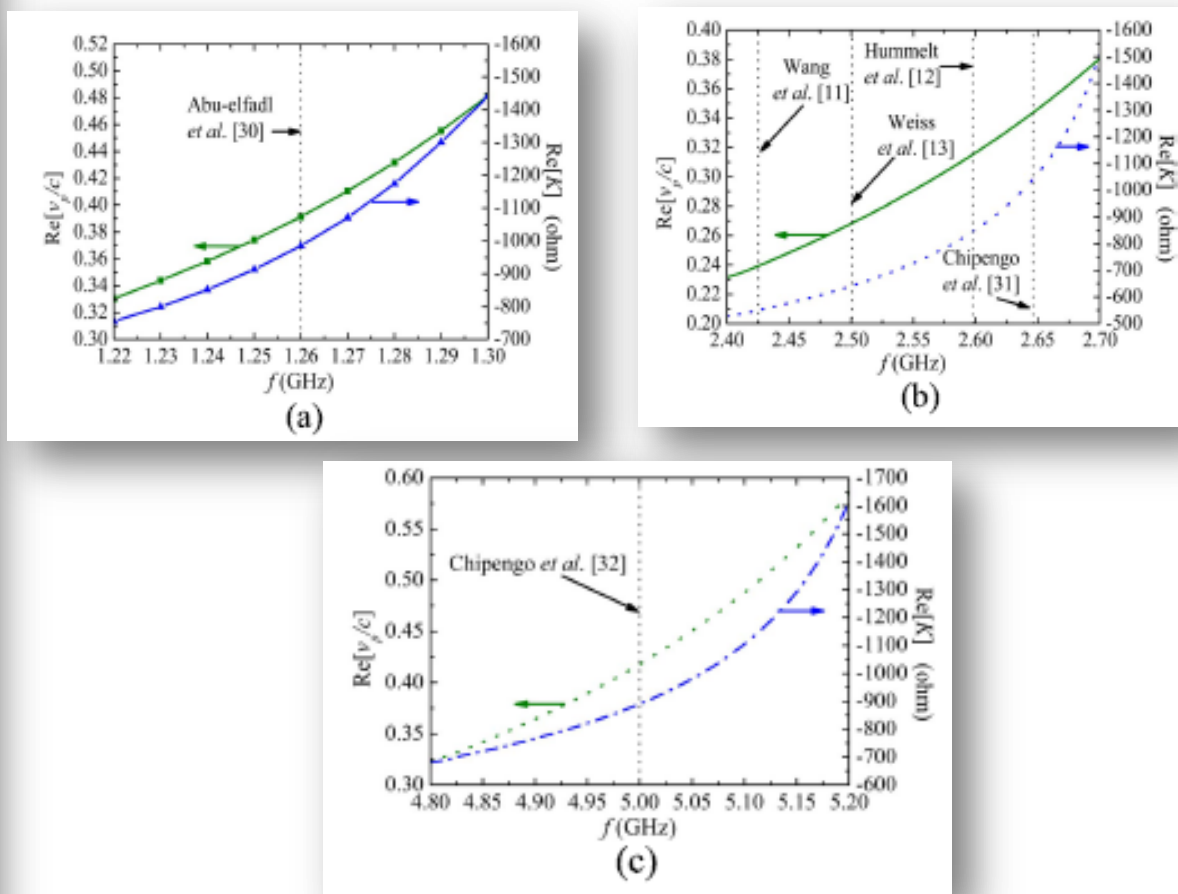 0.52
0.50
0.48
0.46
0.44
0.42
0.40
0.38
0.36
0.34
0.32
0.30
Re[vp/c]
Abu-elfadl
et al. [30]
-1600
-1500
-1400
-1300
-1200
-1100
-1000
-900
-800
-700
Re[K] (ohm)
1.22 1.23 1.24 1.25 1.26 1.27 1.28 1.29 1.30
f(GHz)
(a)
0.40
0.38
0.36
0.34
0.32
0.30
0.28
0.26
0.24
0.22
0.20
Re[vp/c]
Wang
et al. [11]
Hummelt
et al. [12]
Weiss
et al. [13]
Chipengo
et al. [31]
-1600
-1500
-1400
-1300
-1200
-1100
-1000
-900
-800
-700
-600
-500
Re[K] (ohm)
2.40 2.45 2.50 2.55 2.60 2.65 2.70
f(GHz)
(b)
0.60
0.55
0.50
0.45
0.40
0.35
0.30
Re[vp/c]
Chipengo et al. [32]
-1700
-1600
-1500
-1400
-1300
-1200
-1100
-1000
-900
-800
-700
-600
Re[K] (ohm)
4.80 4.85 4.90 4.95 5.00 5.05 5.10 5.15 5.20
f(GHz)
(c)